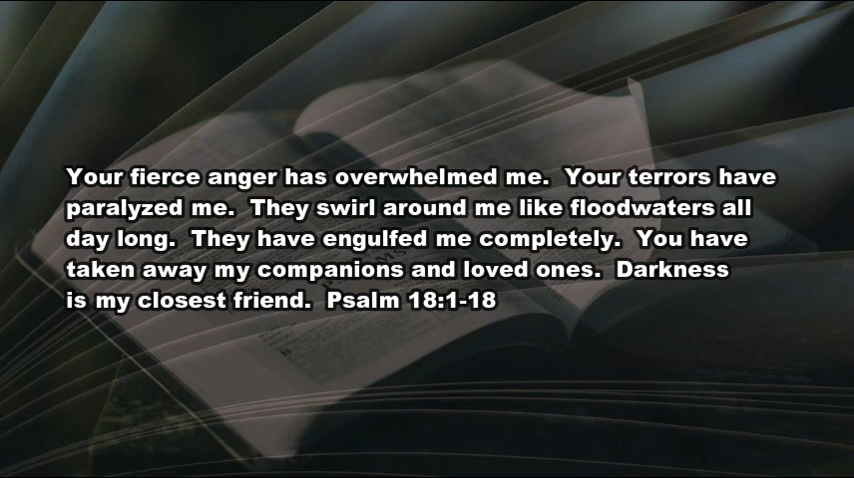 Your fierce anger has overwhelmed me.  Your terrors have
paralyzed me.  They swirl around me like floodwaters all
day long.  They have engulfed me completely.  You have
taken away my companions and loved ones.  Darkness
is my closest friend.  Psalm 18:1-18